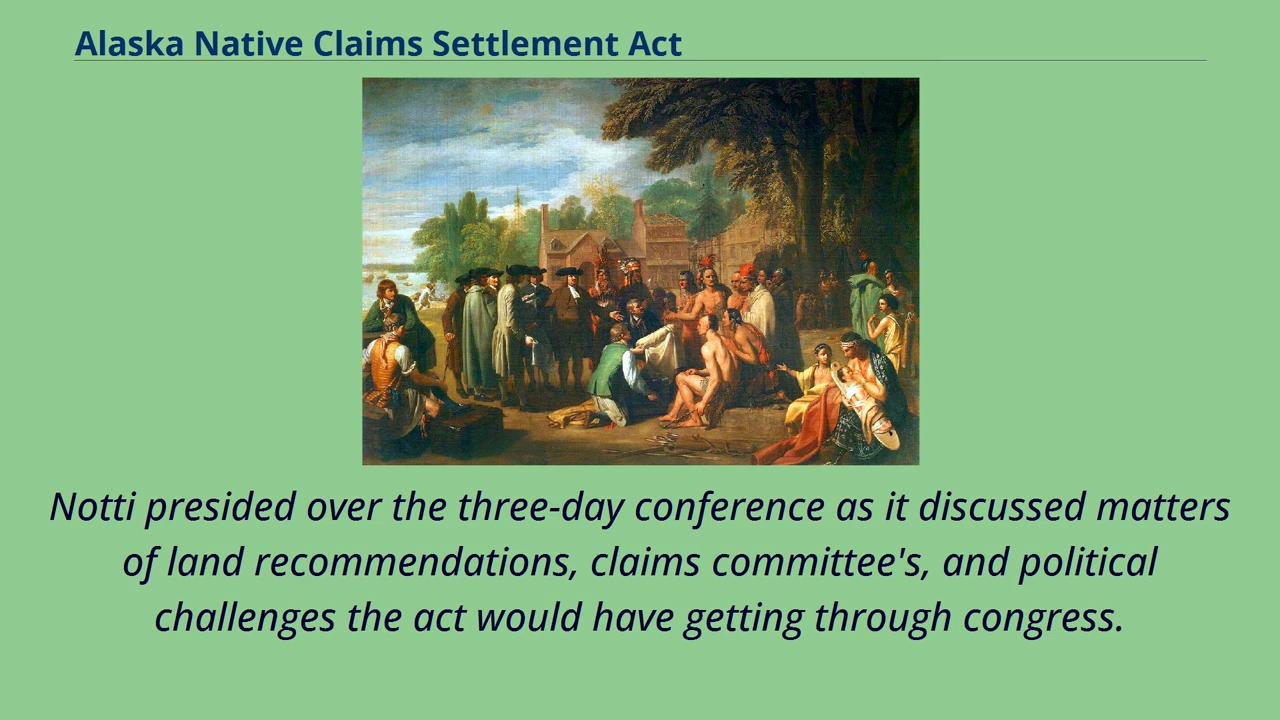 Alaska Native Claims Settlement Act
Notti presided over the three-day conference as it discussed matters
of land recommendations, claims committee's, and political
challenges the act would have getting through congress.